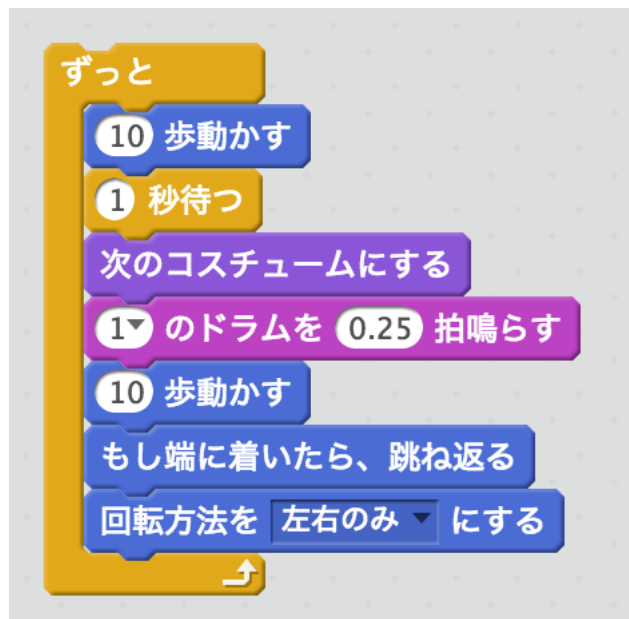 ずっと
10 歩動かす
1 秒待つ
次のコスチュームにする
1 のドラムを 0.25 拍鳴らす
10 歩動かす
もし端に着いたら、跳ね返る
回転方法を 左右のみ にする